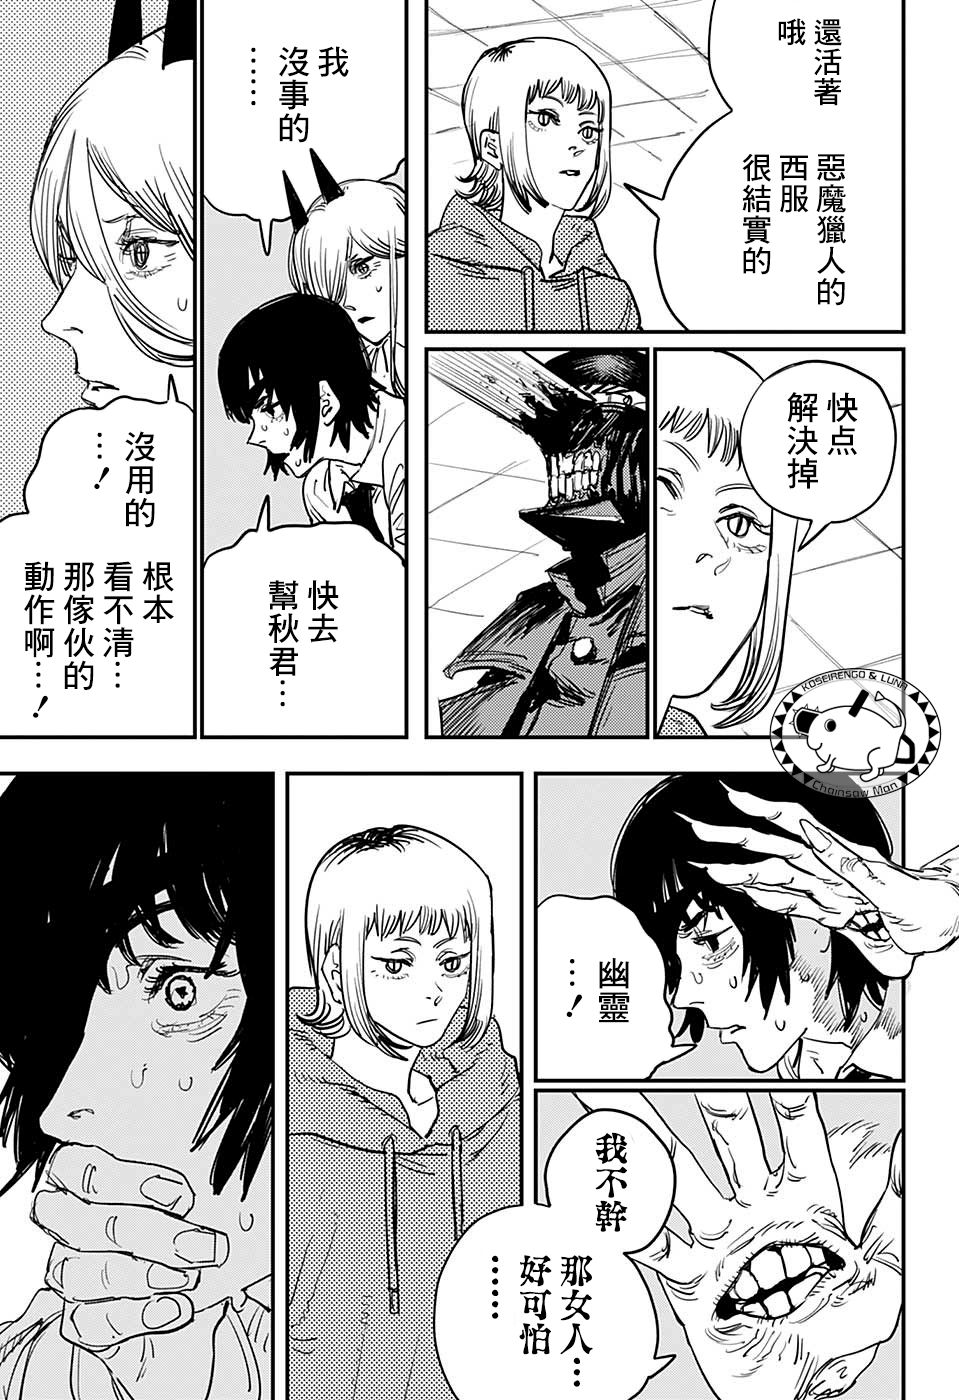 還活著
哦
惡魔獵人的
西服
很結實的
我
沒事的
……
快点
解決掉
快去
幫秋君…
沒用的
…！
根本
看不清…
那傢伙的
動作啊…！
KOSEIRENGO & LUNA
Chainsaw Man
幽靈
…！
我不幹
那女人…
好可怕
……